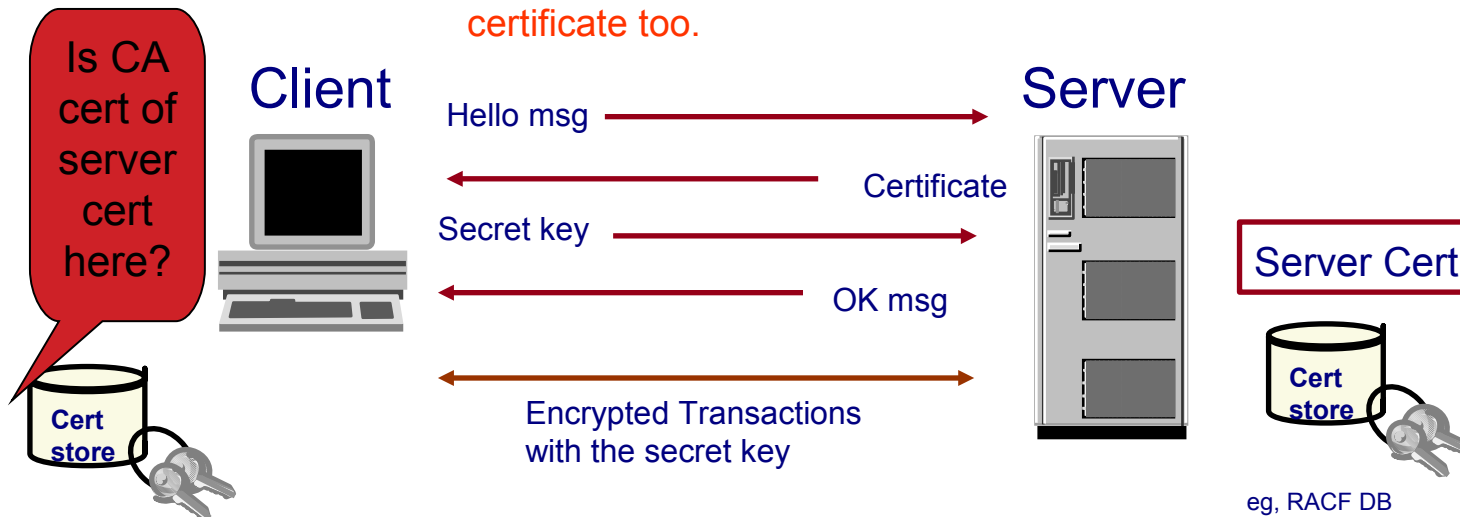 certificate too.
Is CA
cert of
server
cert
here?
Client
Server
Hello msg
Certificate
Secret key
OK msg
Server Cert
Encrypted Transactions
with the secret key
Cert
store
Cert
store
eg, RACF DB